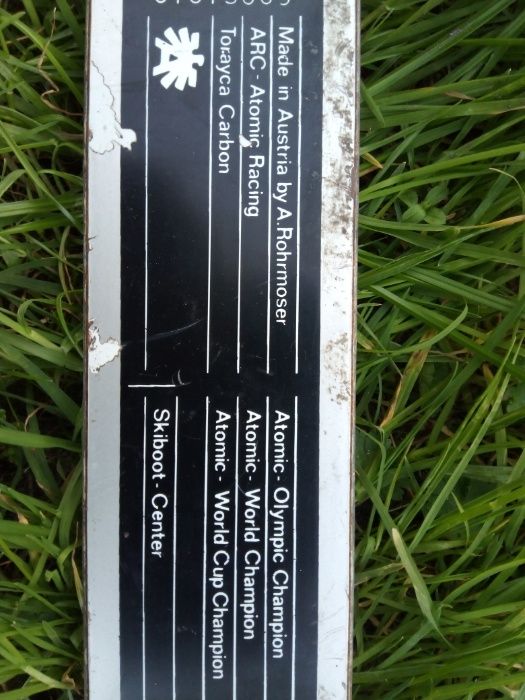 Made in Austria by A.Rohrmoser
ARC - Atomic Racing
Torayca Carbon
Atomic - Olympic Champion
Atomic - World Champion
Atomic - World Cup Champion
Skiboot - Center